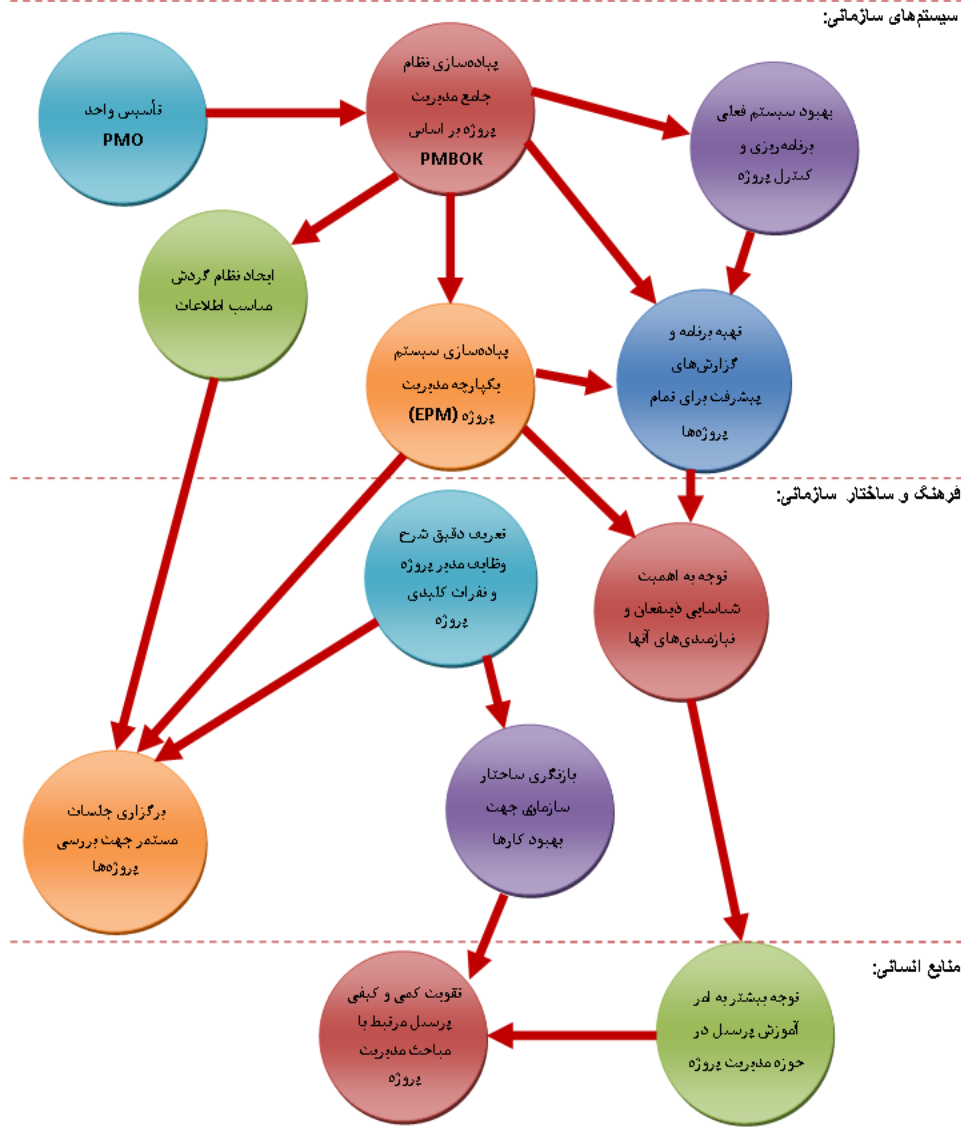 سیستم‌های سازمانی:
تأسیس واحد
PMO
پیاده‌سازی نظام
جامع مدیریت
پروژه بر اساس
PMBOK
بهبود سیستم فعلی
برنامه‌ریزی و
کنترل پروژه
ایجاد نظام گردش
مناسب اطلاعات
پیاده‌سازی سیستم
یکپارچه مدیریت
پروژه (EPM)
تهیه برنامه و
گزارش‌های
پیشرفت برای تمام
پروژه‌ها
فرهنگ و ساختار سازمانی:
تعریف دقیق شرح
وظایف مدیر پروژه
و نفرات کلیدی
پروژه
توجه به اهمیت
شناسایی ذینفعان و
نیازمندی‌های آنها
بازنگری ساختار
سازمانی جهت
بهبود کارها
برگزاری جلسات
مستمر جهت بررسی
پروژه‌ها
منابع انسانی:
تقویت کمی و کیفی
پرسنل مرتبط با
مباحث مدیریت
پروژه
توجه بیشتر به امر
آموزش پرسنل در
حوزه مدیریت پروژه